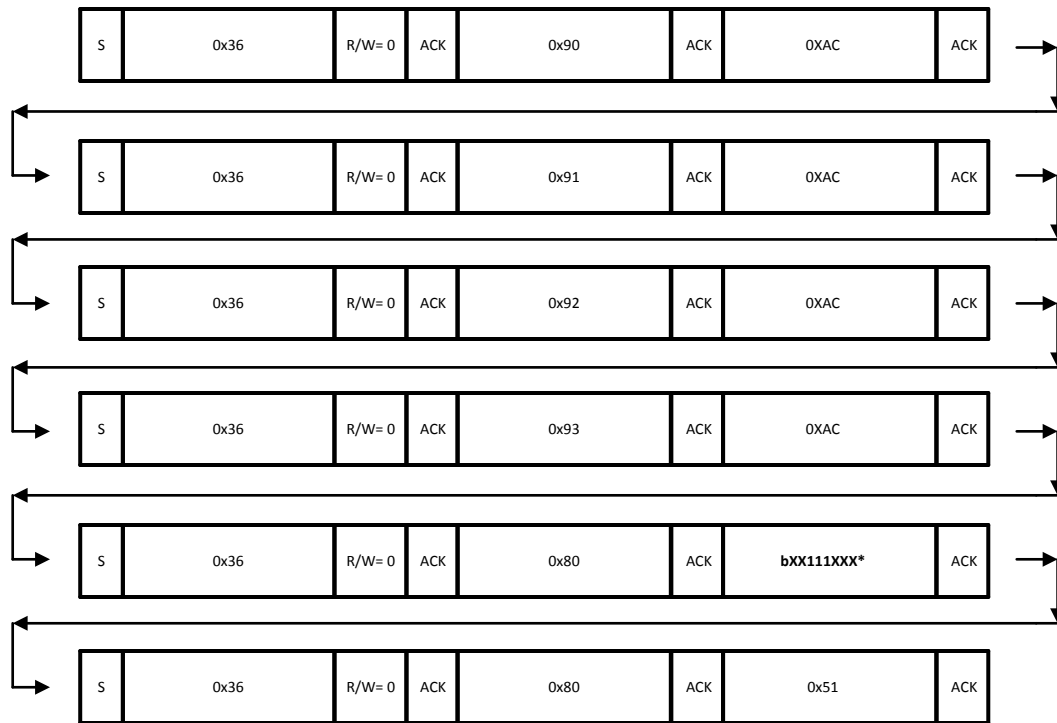 S 0x36 R/W= 0 ACK 0x90 ACK 0XAC ACK
S 0x36 R/W= 0 ACK 0x91 ACK 0XAC ACK
S 0x36 R/W= 0 ACK 0x92 ACK 0XAC ACK
S 0x36 R/W= 0 ACK 0x93 ACK 0XAC ACK
S 0x36 R/W= 0 ACK 0x80 ACK bXX111XXX* ACK
S 0x36 R/W= 0 ACK 0x80 ACK 0x51 ACK